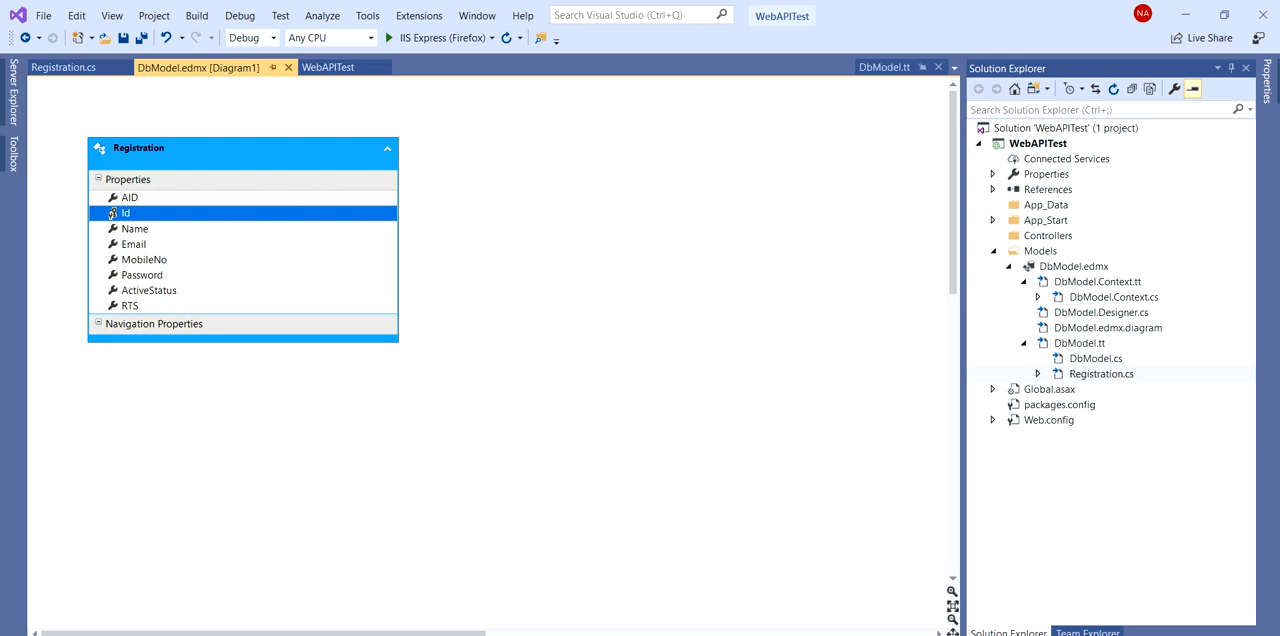 File Edit View Project Build Debug Test Analyze Tools Extensions Window Help Search Visual Studio (Ctrl+Q) WebAPITest NA
Debug Any CPU IIS Express (Firefox) Live Share
Registration.cs DbModel.edmx [Diagram1] WebAPITest DbModel.tt
Server Explorer
Toolbox
Registration
Properties
AID
Id
Name
Email
MobileNo
Password
ActiveStatus
RTS
Navigation Properties
Solution Explorer
Search Solution Explorer (Ctrl+;)
Solution 'WebAPITest' (1 project)
WebAPITest
Connected Services
Properties
References
App_Data
App_Start
Controllers
Models
DbModel.edmx
DbModel.Context.tt
DbModel.Context.cs
DbModel.Designer.cs
DbModel.edmx.diagram
DbModel.tt
DbModel.cs
Registration.cs
Global.asax
packages.config
Web.config
Solution Explorer Team Explorer
Properties